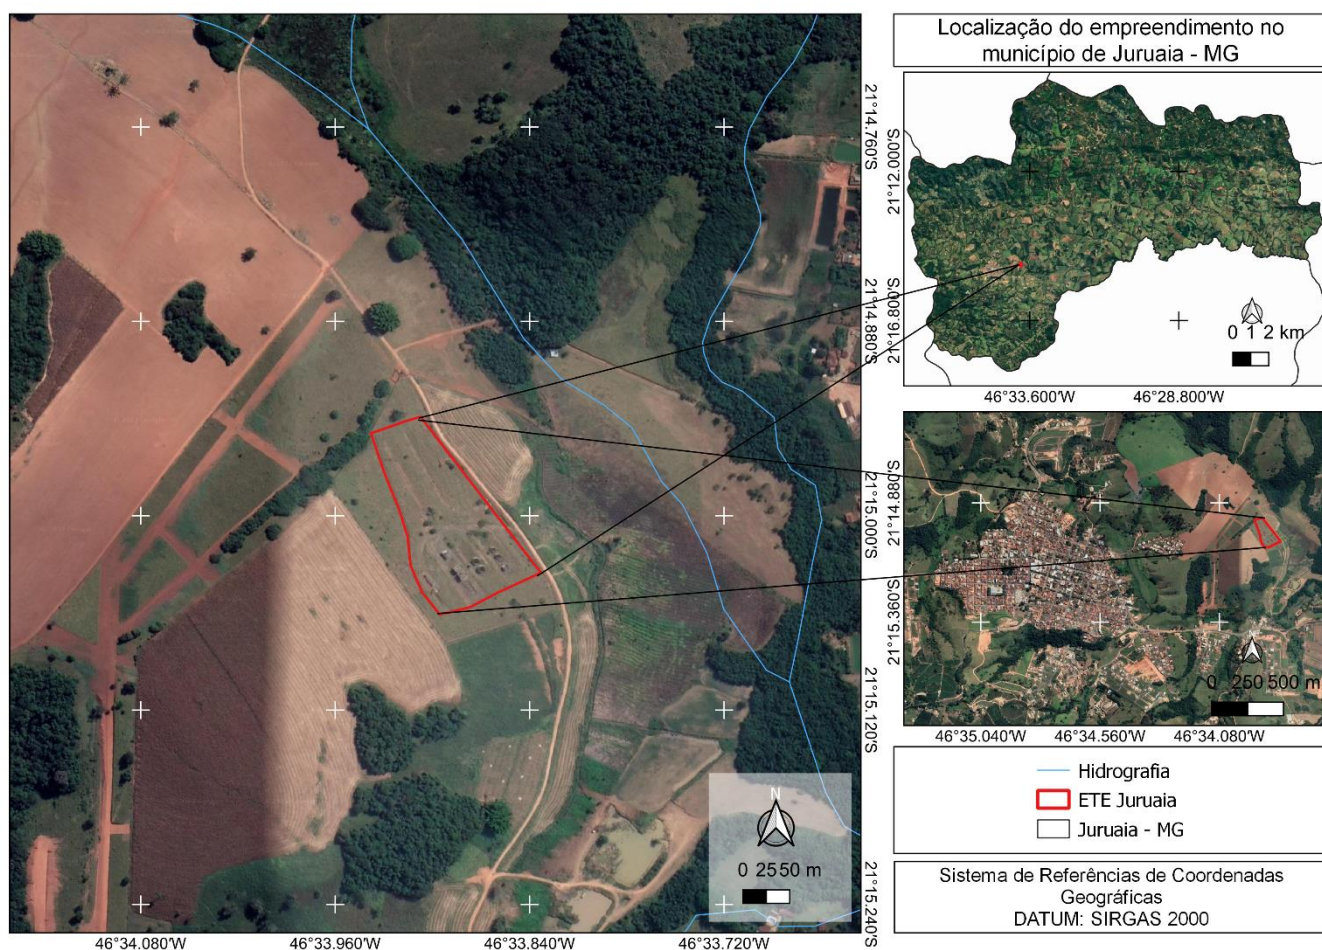 Localização do empreendimento no
município de Juruaia - MG
21°14.760'S
21°14.880'S
21°15.000'S
21°15.120'S
21°15.240'S
46°34.080'W
46°33.960'W
46°33.840'W
46°33.720'W
N
0 25 50 m
21°12.000'S
21°16.800'S
0 1 2 km
46°33.600'W
46°28.800'W
21°14.880'S
21°15.360'S
0 250 500 m
46°35.040'W
46°34.560'W
46°34.080'W
Hidrografia
ETE Juruaia
Juruaia - MG
Sistema de Referências de Coordenadas
Geográficas
DATUM: SIRGAS 2000